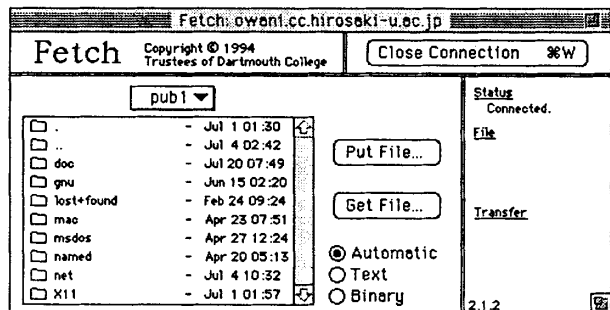 Fetch: owani.cc.hirosaki-u.ac.jp
Fetch
Copyright © 1994
Trustees of Dartmouth College
Close Connection ⌘W
pub1
. - Jul 1 01:30
.. - Jul 4 02:42
doc - Jul 20 07:49
gnu - Jun 15 02:20
lost+found - Feb 24 09:24
mac - Apr 23 07:51
msdos - Apr 27 12:24
named - Apr 20 05:13
net - Jul 4 10:32
X11 - Jul 1 01:57
Put File...
Get File...
Automatic
Text
Binary
Status
Connected.
File
Transfer
2.1.2